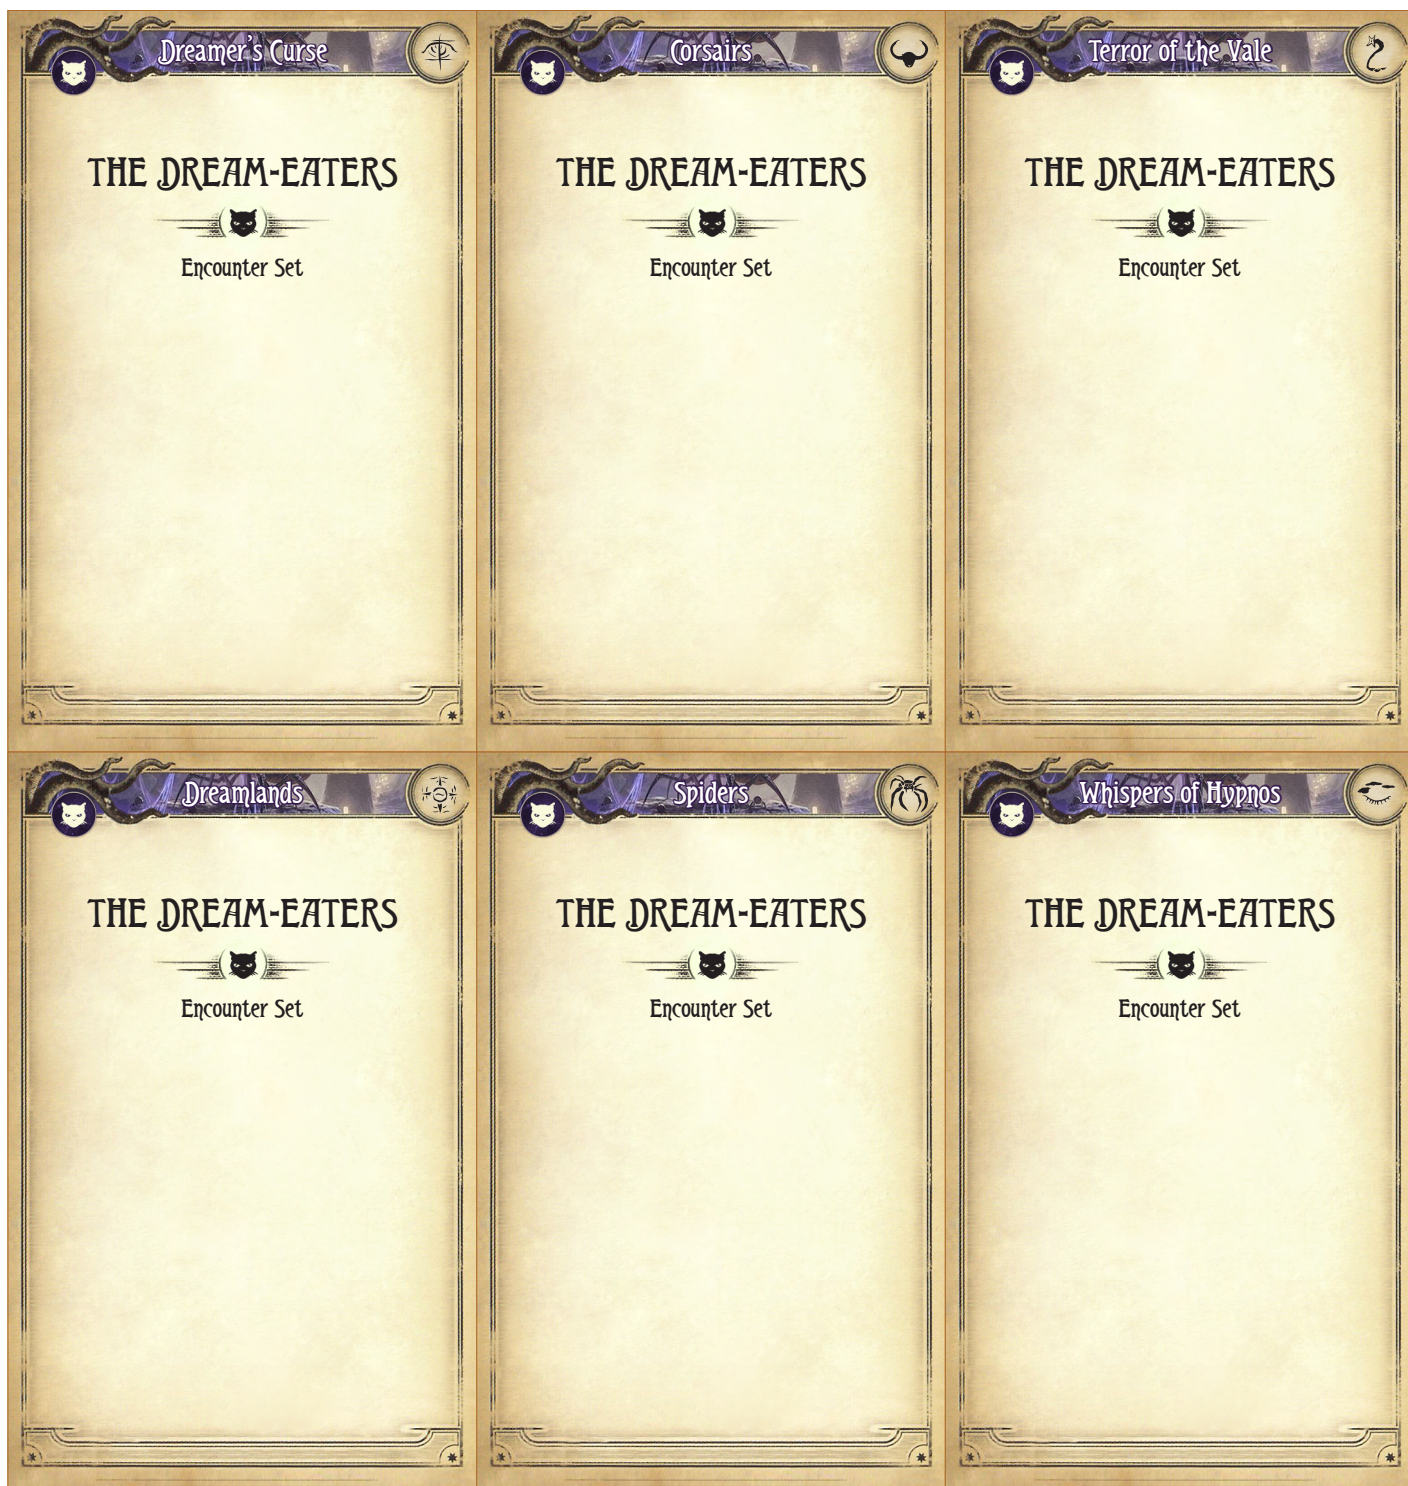 Dreamer's Curse
THE DREAM-EATERS
Encounter Set
Corsairs
THE DREAM-EATERS
Encounter Set
Terror of the Vale
THE DREAM-EATERS
Encounter Set
Dreamlands
THE DREAM-EATERS
Encounter Set
Spiders
THE DREAM-EATERS
Encounter Set
Whispers of Hypnos
THE DREAM-EATERS
Encounter Set